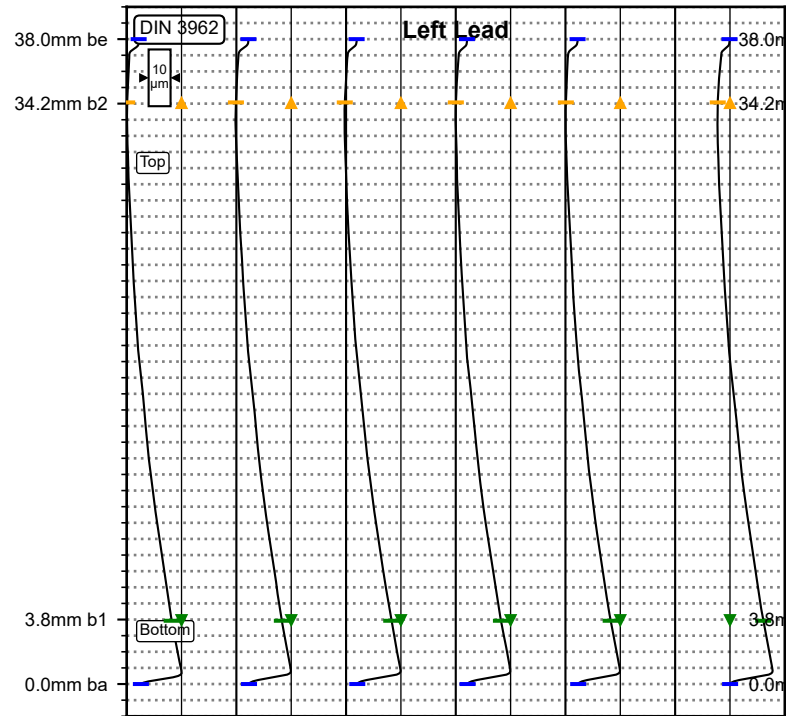 DIN 3962
Left Lead
38.0mm be
38.0m
10
µm
34.2mm b2
34.2m
Top
3.8mm b1
3.8m
Bottom
0.0mm ba
0.0m